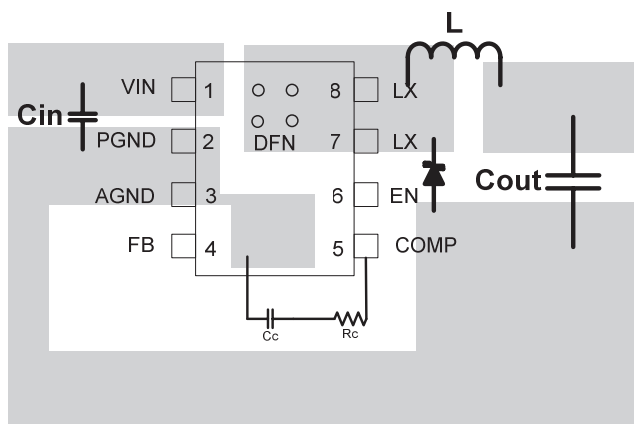 L
VIN 1 8 LX
Cin
PGND 2 DFN 7 LX
AGND 3 6 EN
Cout
FB 4 5 COMP
Cc Rc